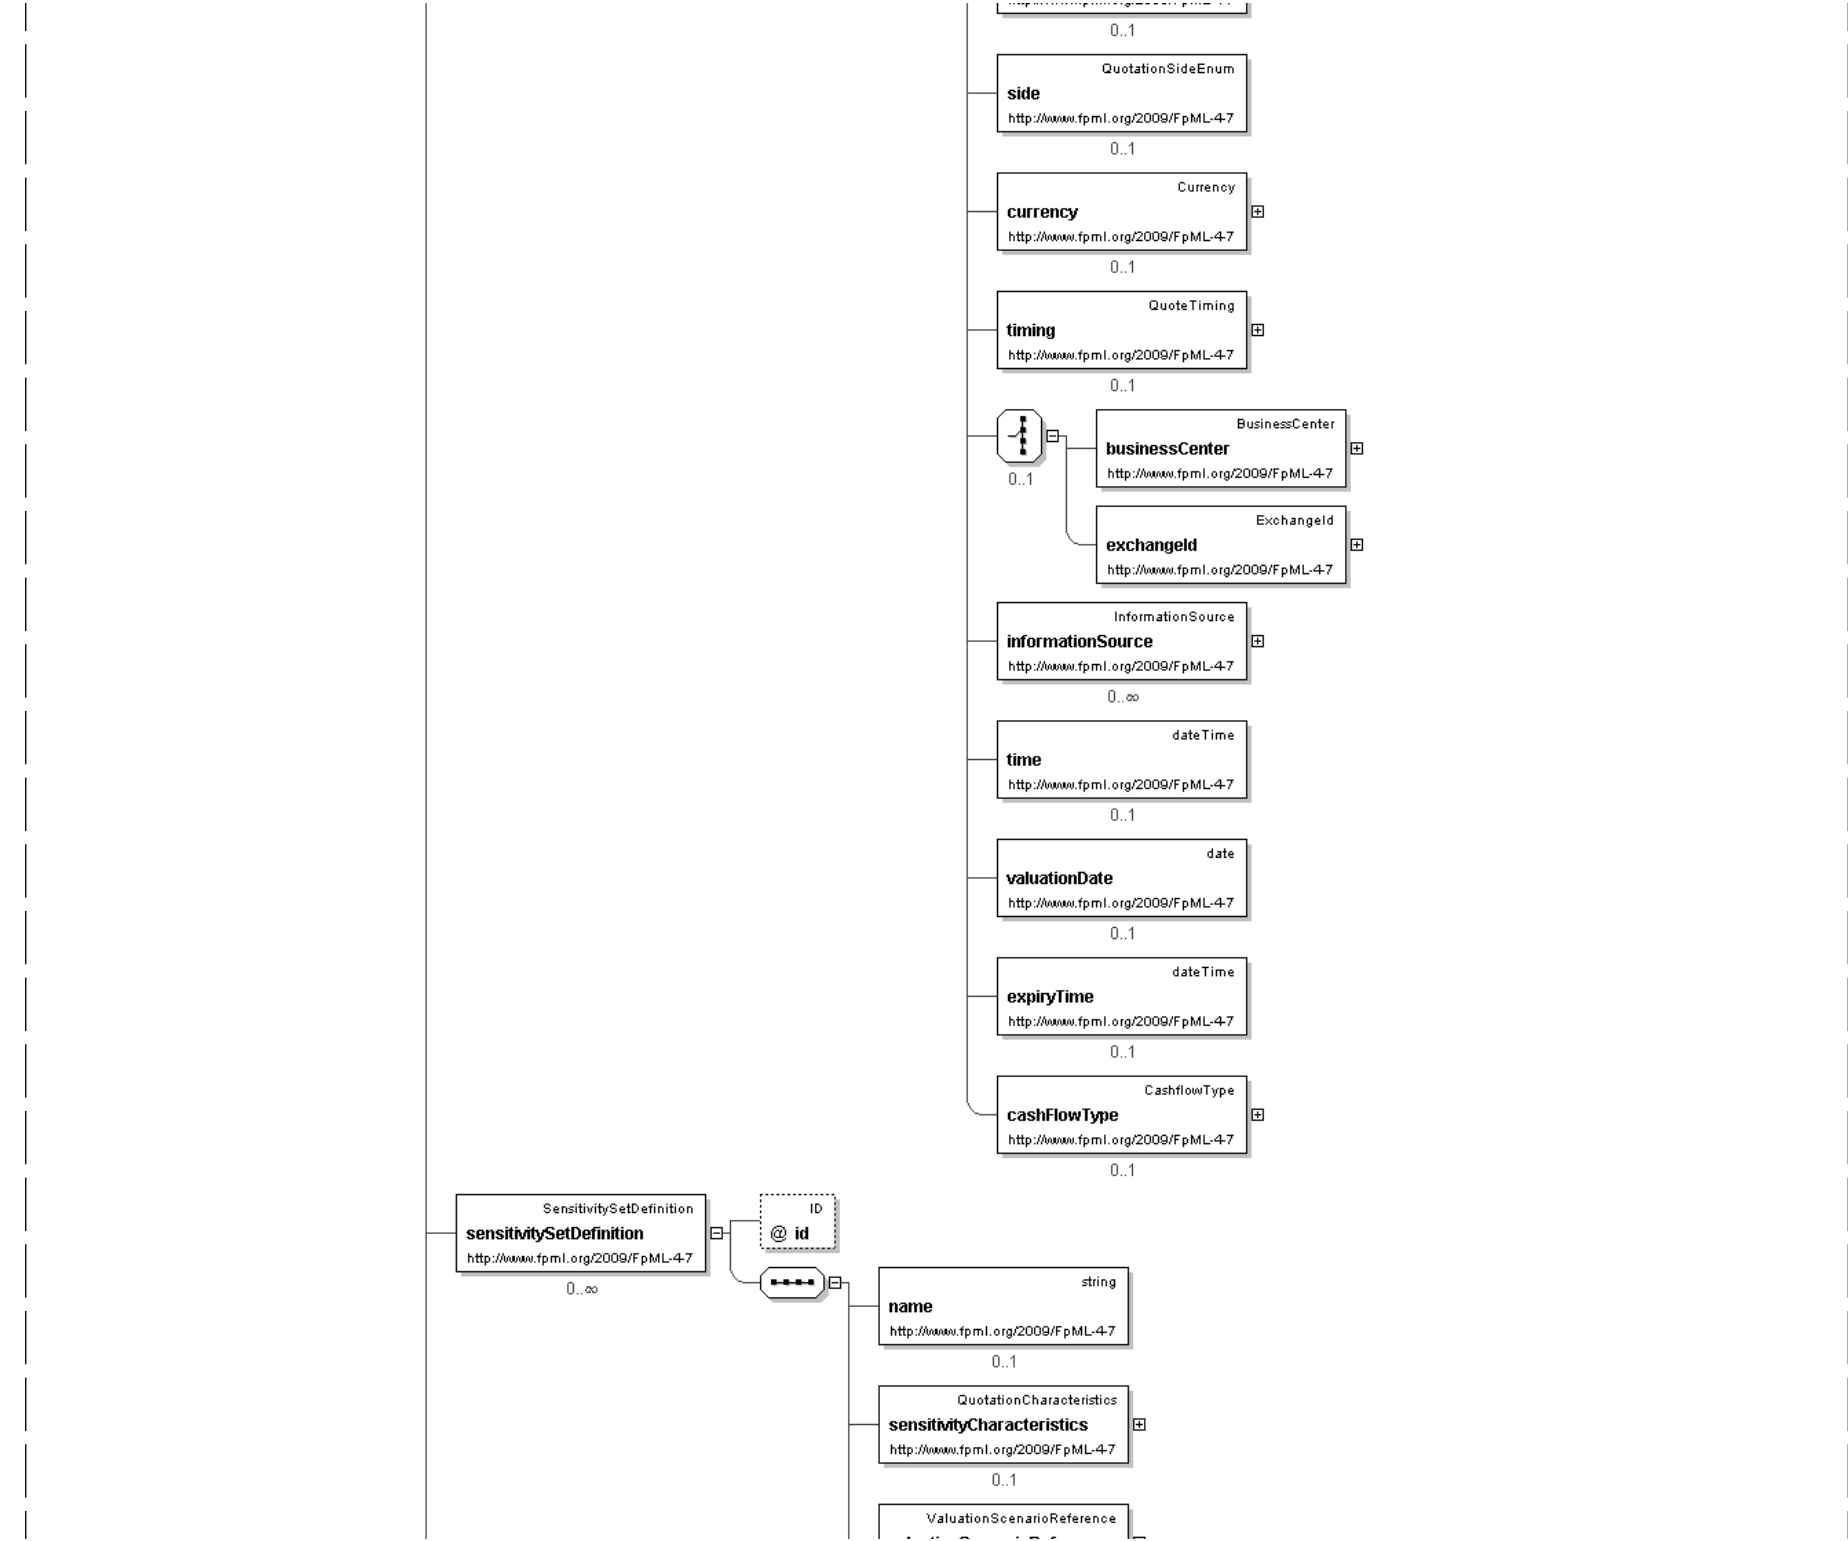 0..1
QuotationSideEnum
side
http://www.fpml.org/2009/FpML-4-7
0..1
Currency
currency
http://www.fpml.org/2009/FpML-4-7
0..1
QuoteTiming
timing
http://www.fpml.org/2009/FpML-4-7
0..1
BusinessCenter
businessCenter
http://www.fpml.org/2009/FpML-4-7
0..1
ExchangeId
exchangeId
http://www.fpml.org/2009/FpML-4-7
InformationSource
informationSource
http://www.fpml.org/2009/FpML-4-7
0..∞
dateTime
time
http://www.fpml.org/2009/FpML-4-7
0..1
date
valuationDate
http://www.fpml.org/2009/FpML-4-7
0..1
dateTime
expiryTime
http://www.fpml.org/2009/FpML-4-7
0..1
CashflowType
cashFlowType
http://www.fpml.org/2009/FpML-4-7
0..1
SensitivitySetDefinition
sensitivitySetDefinition
http://www.fpml.org/2009/FpML-4-7
0..∞
ID
@ id
string
name
http://www.fpml.org/2009/FpML-4-7
0..1
QuotationCharacteristics
sensitivityCharacteristics
http://www.fpml.org/2009/FpML-4-7
0..1
ValuationScenarioReference